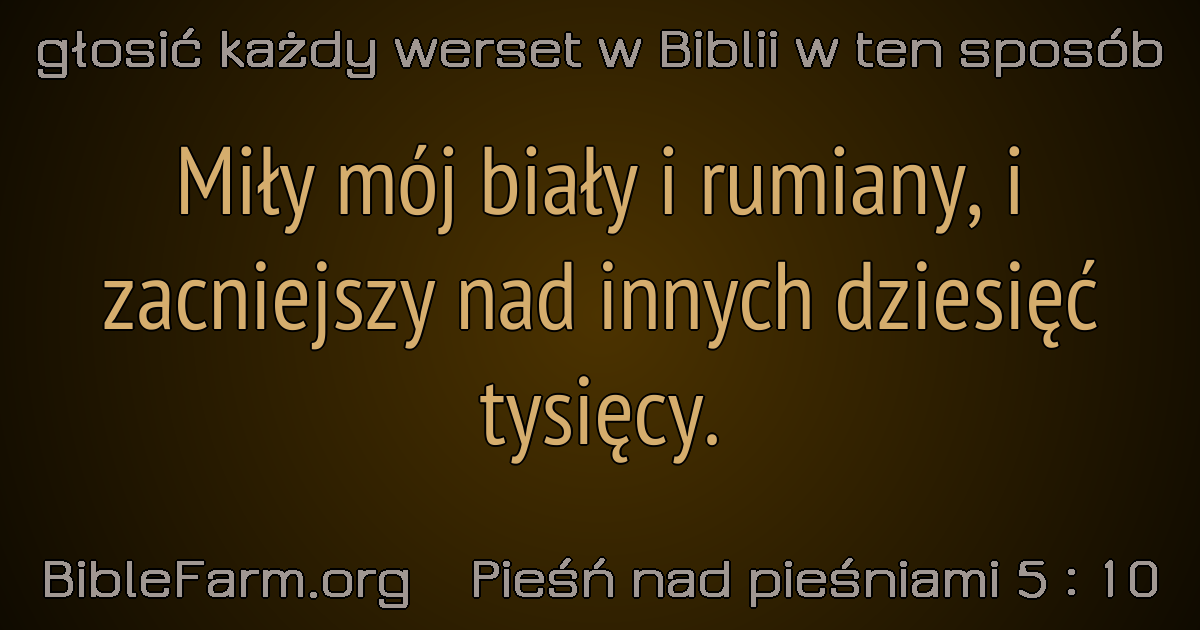 głosić każdy werset w Biblii w ten sposób
Miły mój biały i rumiany, i
zacniejszy nad innych dziesięć
tysięcy.
BibleFarm.org Pieśń nad pieśniami 5 : 10